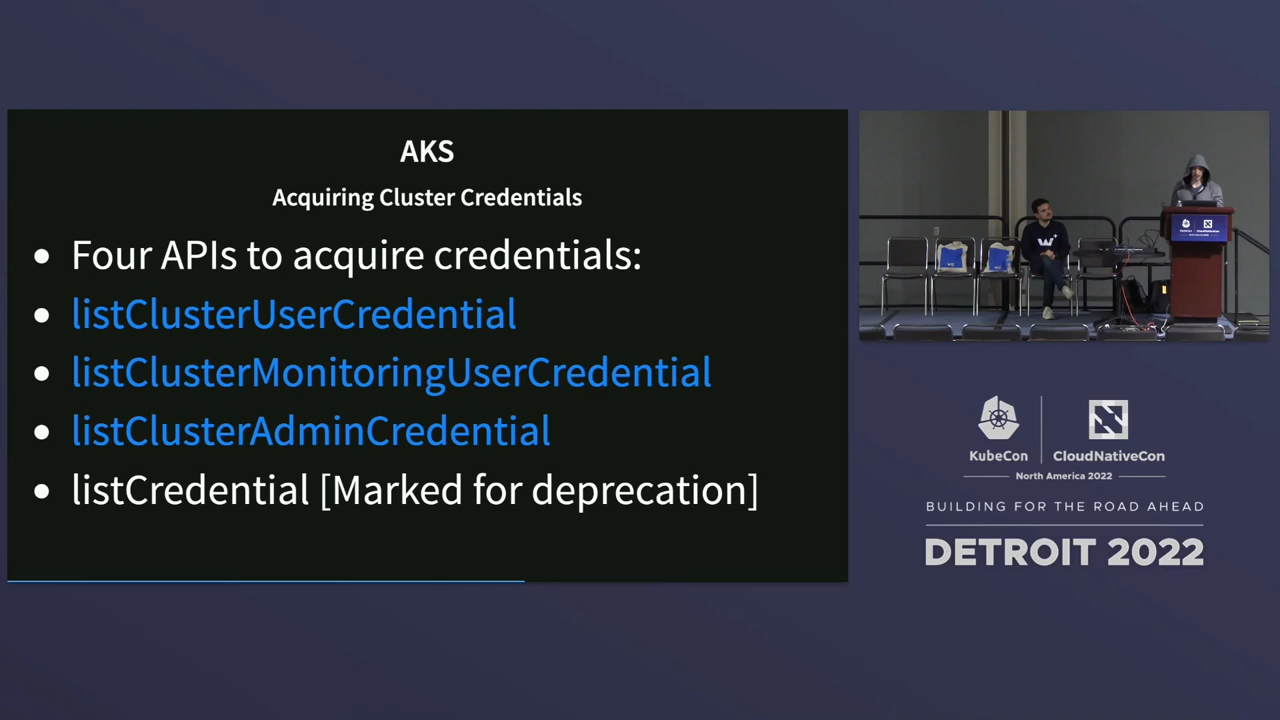 AKS
Acquiring Cluster Credentials
Four APIs to acquire credentials:
listClusterUserCredential
listClusterMonitoringUserCredential
listClusterAdminCredential
listCredential [Marked for deprecation]
KubeCon
CloudNativeCon
North America 2022
BUILDING FOR THE ROAD AHEAD
DETROIT 2022